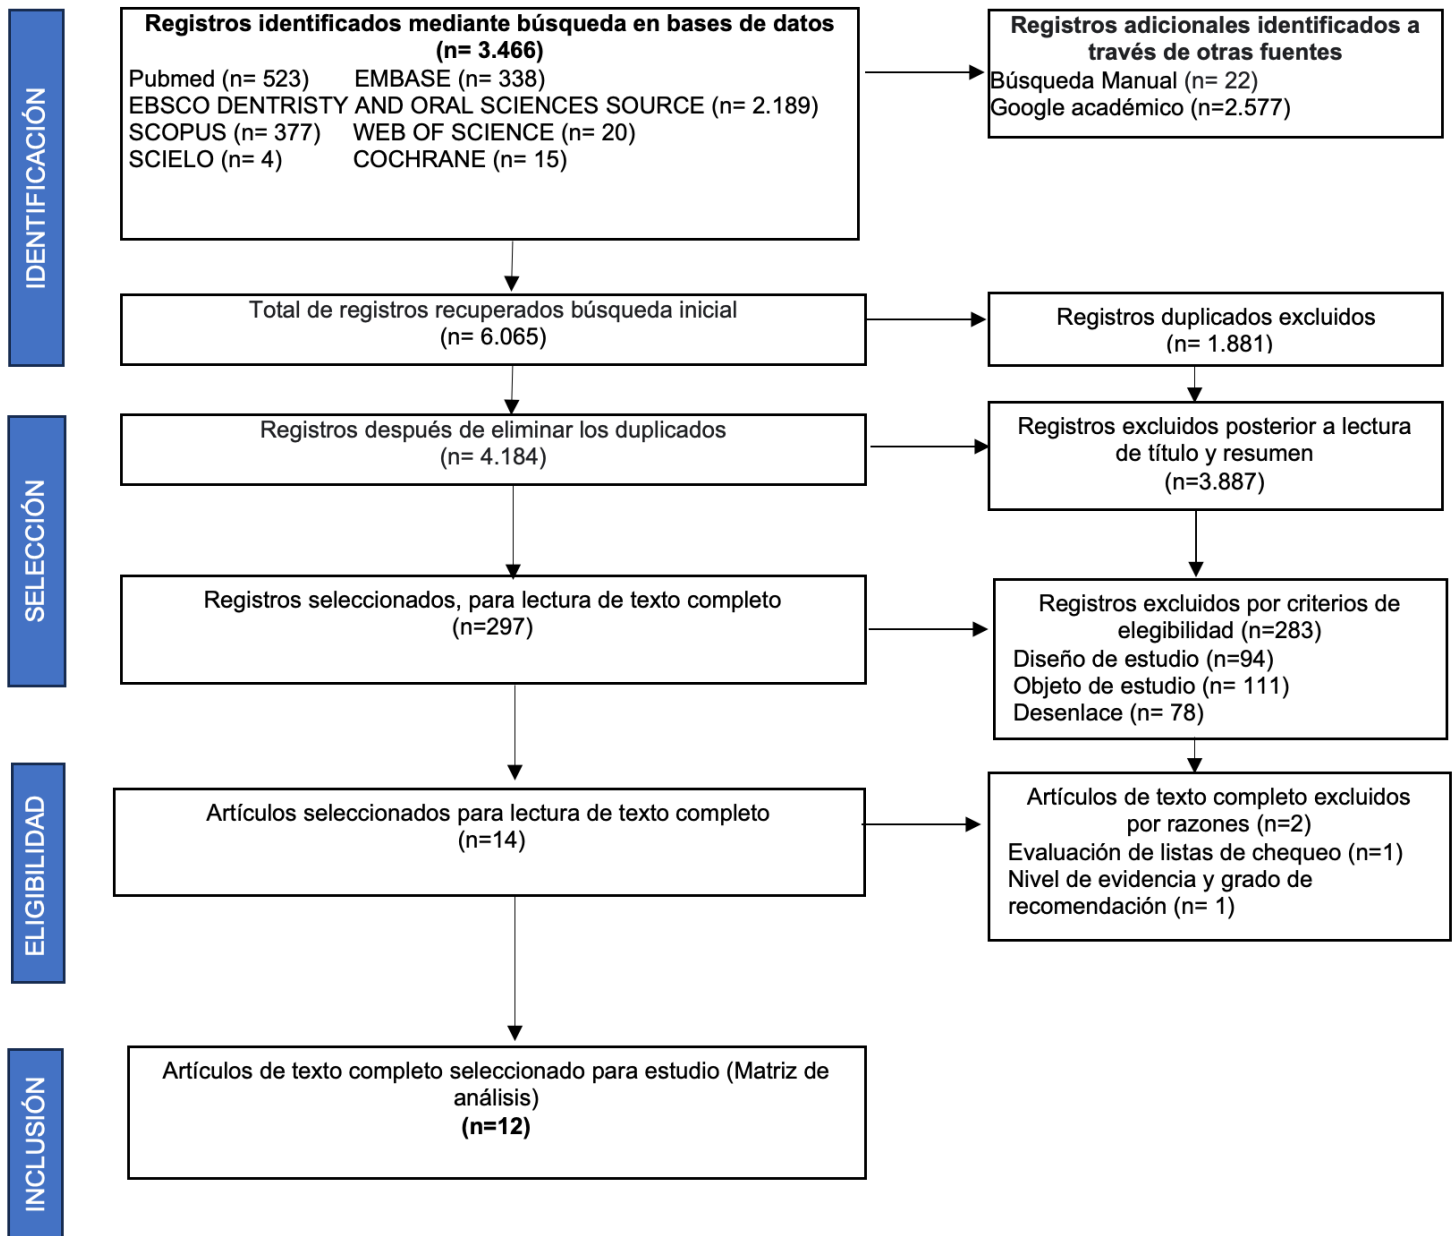 IDENTIFICACIÓN
Registros identificados mediante búsqueda en bases de datos
(n= 3.466)
Pubmed (n= 523) EMBASE (n= 338)
EBSCO DENTRISTY AND ORAL SCIENCES SOURCE (n= 2.189)
SCOPUS (n= 377) WEB OF SCIENCE (n= 20)
SCIELO (n= 4) COCHRANE (n= 15)
Registros adicionales identificados a
través de otras fuentes
Búsqueda Manual (n= 22)
Google académico (n=2.577)
Total de registros recuperados búsqueda inicial
(n= 6.065)
Registros duplicados excluidos
(n= 1.881)
SELECCIÓN
Registros después de eliminar los duplicados
(n= 4.184)
Registros excluidos posterior a lectura
de título y resumen
(n=3.887)
Registros seleccionados, para lectura de texto completo
(n=297)
Registros excluidos por criterios de
elegibilidad (n=283)
Diseño de estudio (n=94)
Objeto de estudio (n= 111)
Desenlace (n= 78)
ELIGIBILIDAD
Artículos seleccionados para lectura de texto completo
(n=14)
Artículos de texto completo excluidos
por razones (n=2)
Evaluación de listas de chequeo (n=1)
Nivel de evidencia y grado de
recomendación (n= 1)
INCLUSIÓN
Artículos de texto completo seleccionado para estudio (Matriz de
análisis)
(n=12)